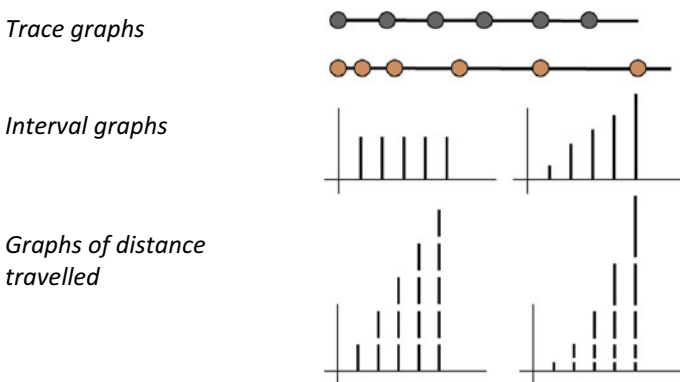 Trace graphs
Interval graphs
Graphs of distance
travelled